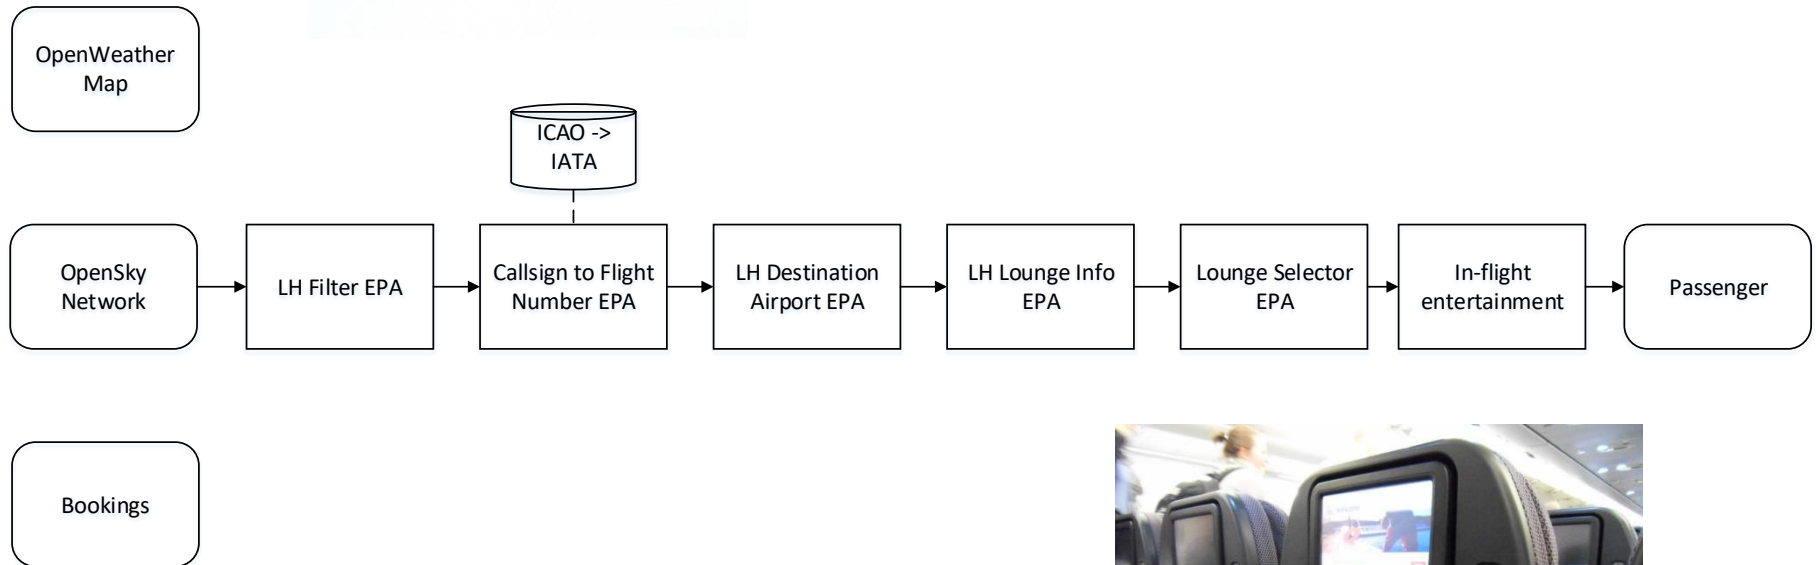 OpenWeather
Map
ICAO ->
IATA
OpenSky
Network
LH Filter EPA
Callsign to Flight
Number EPA
LH Destination
Airport EPA
LH Lounge Info
EPA
Lounge Selector
EPA
In-flight
entertainment
Passenger
Bookings